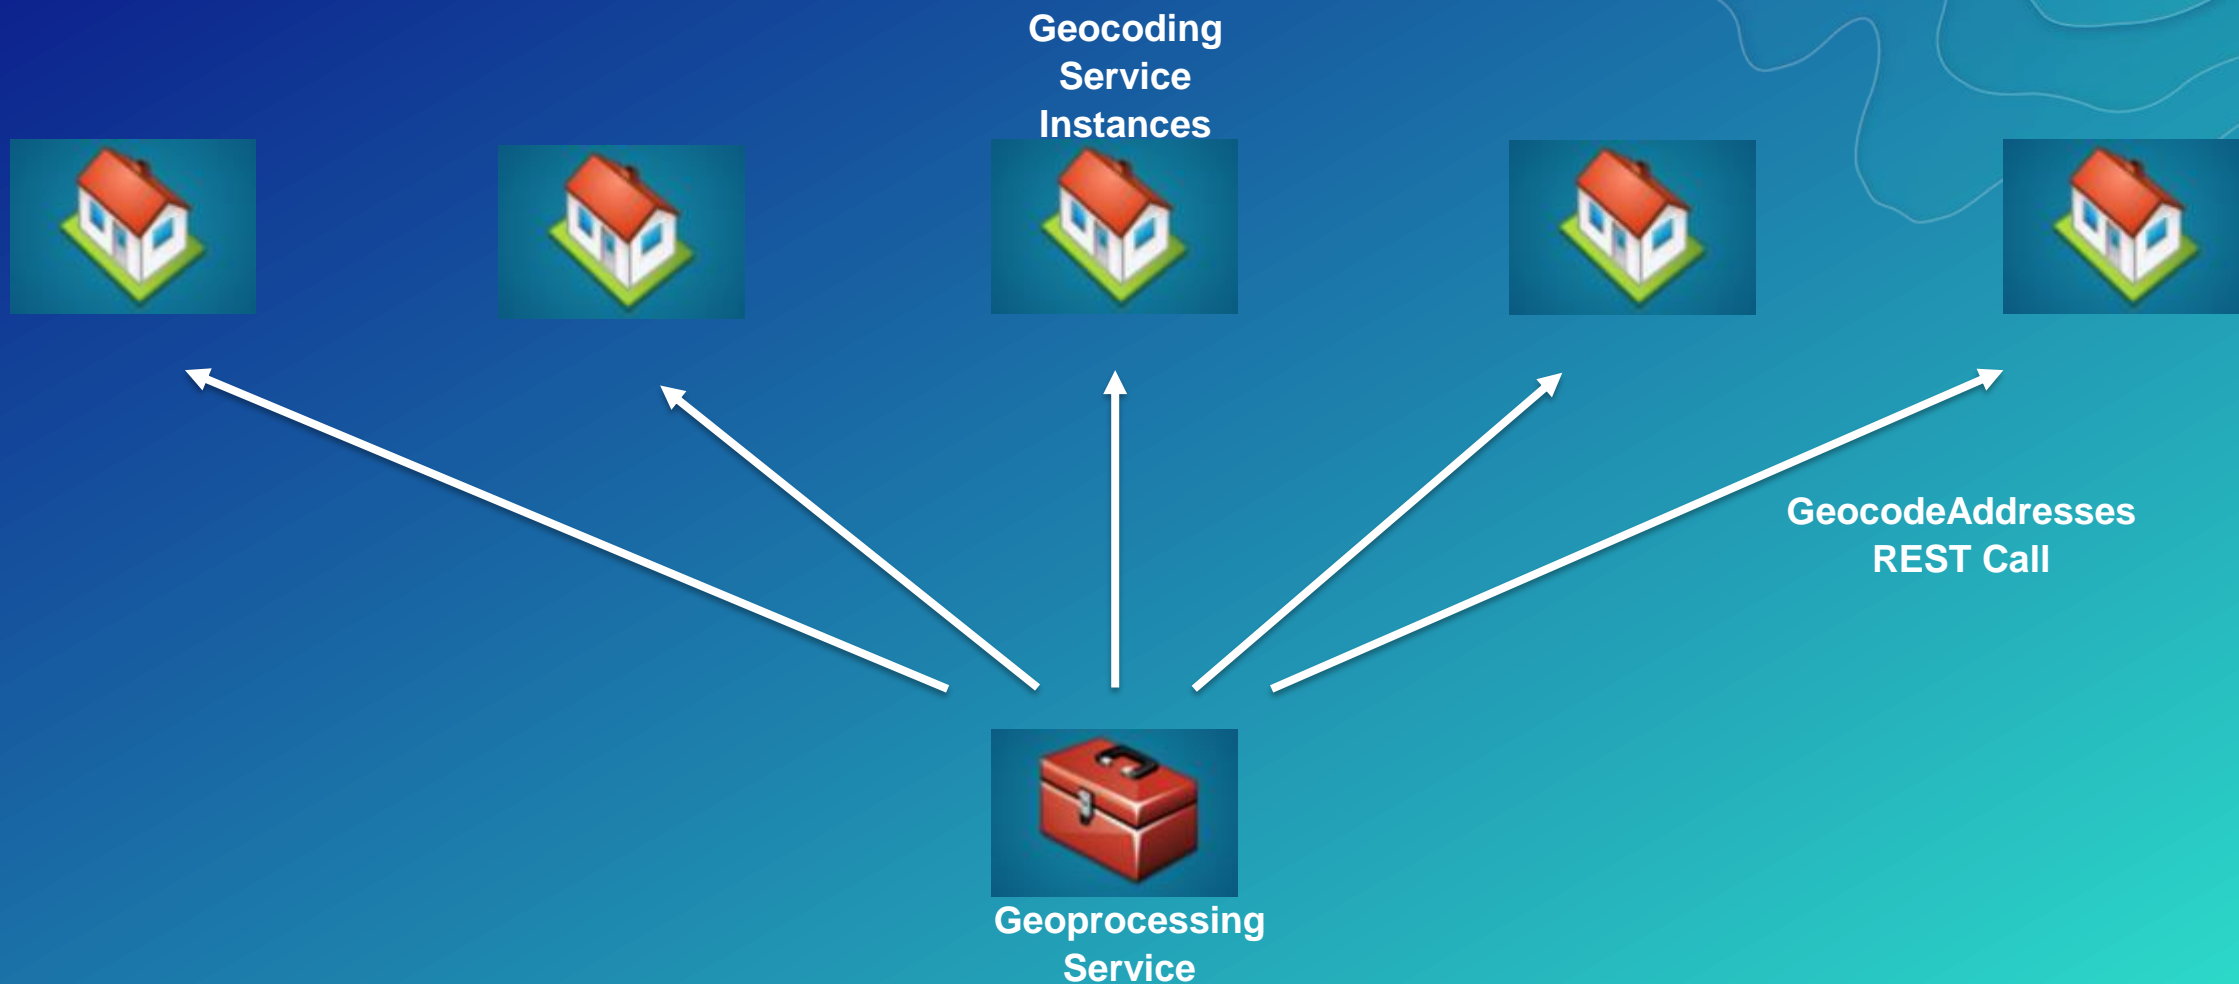 Geocoding
Service
Instances
GeocodeAddresses
REST Call
Geoprocessing
Service